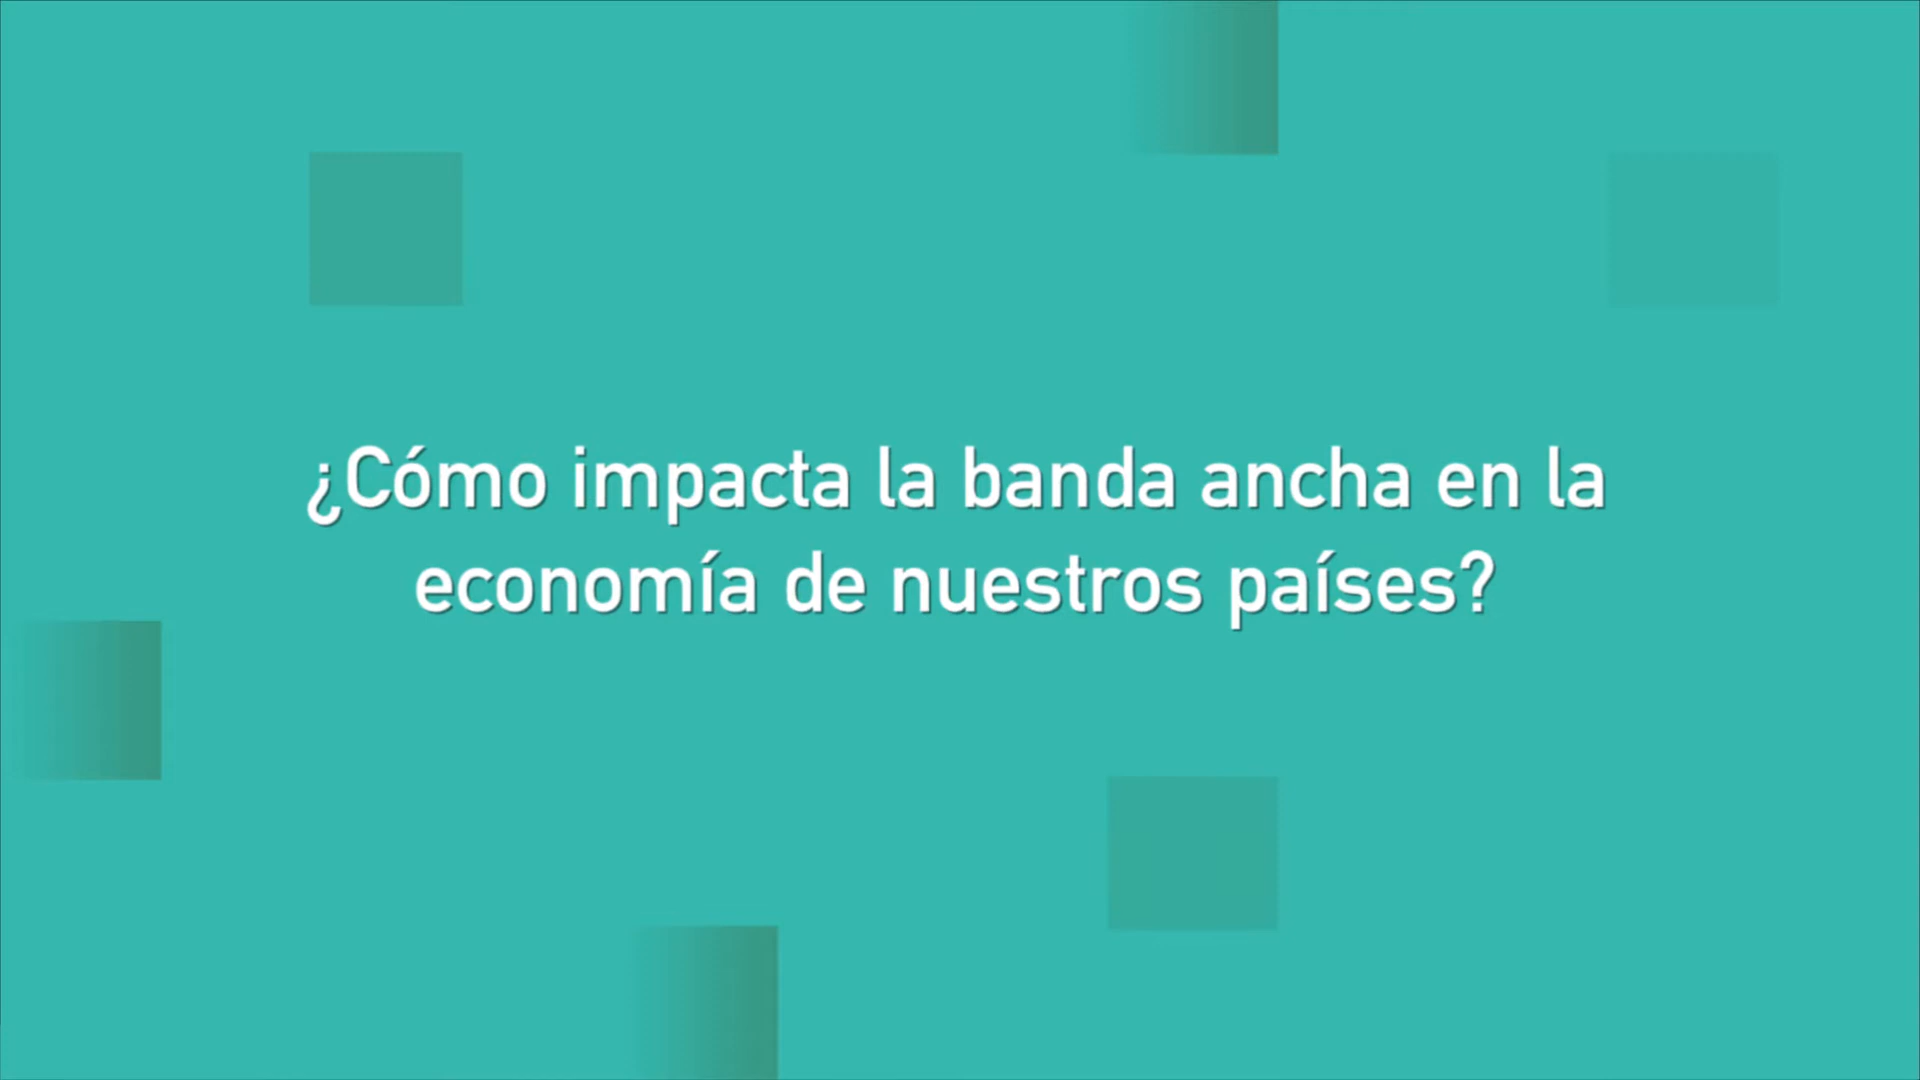 ¿Cómo impacta la banda ancha en la
economía de nuestros países?